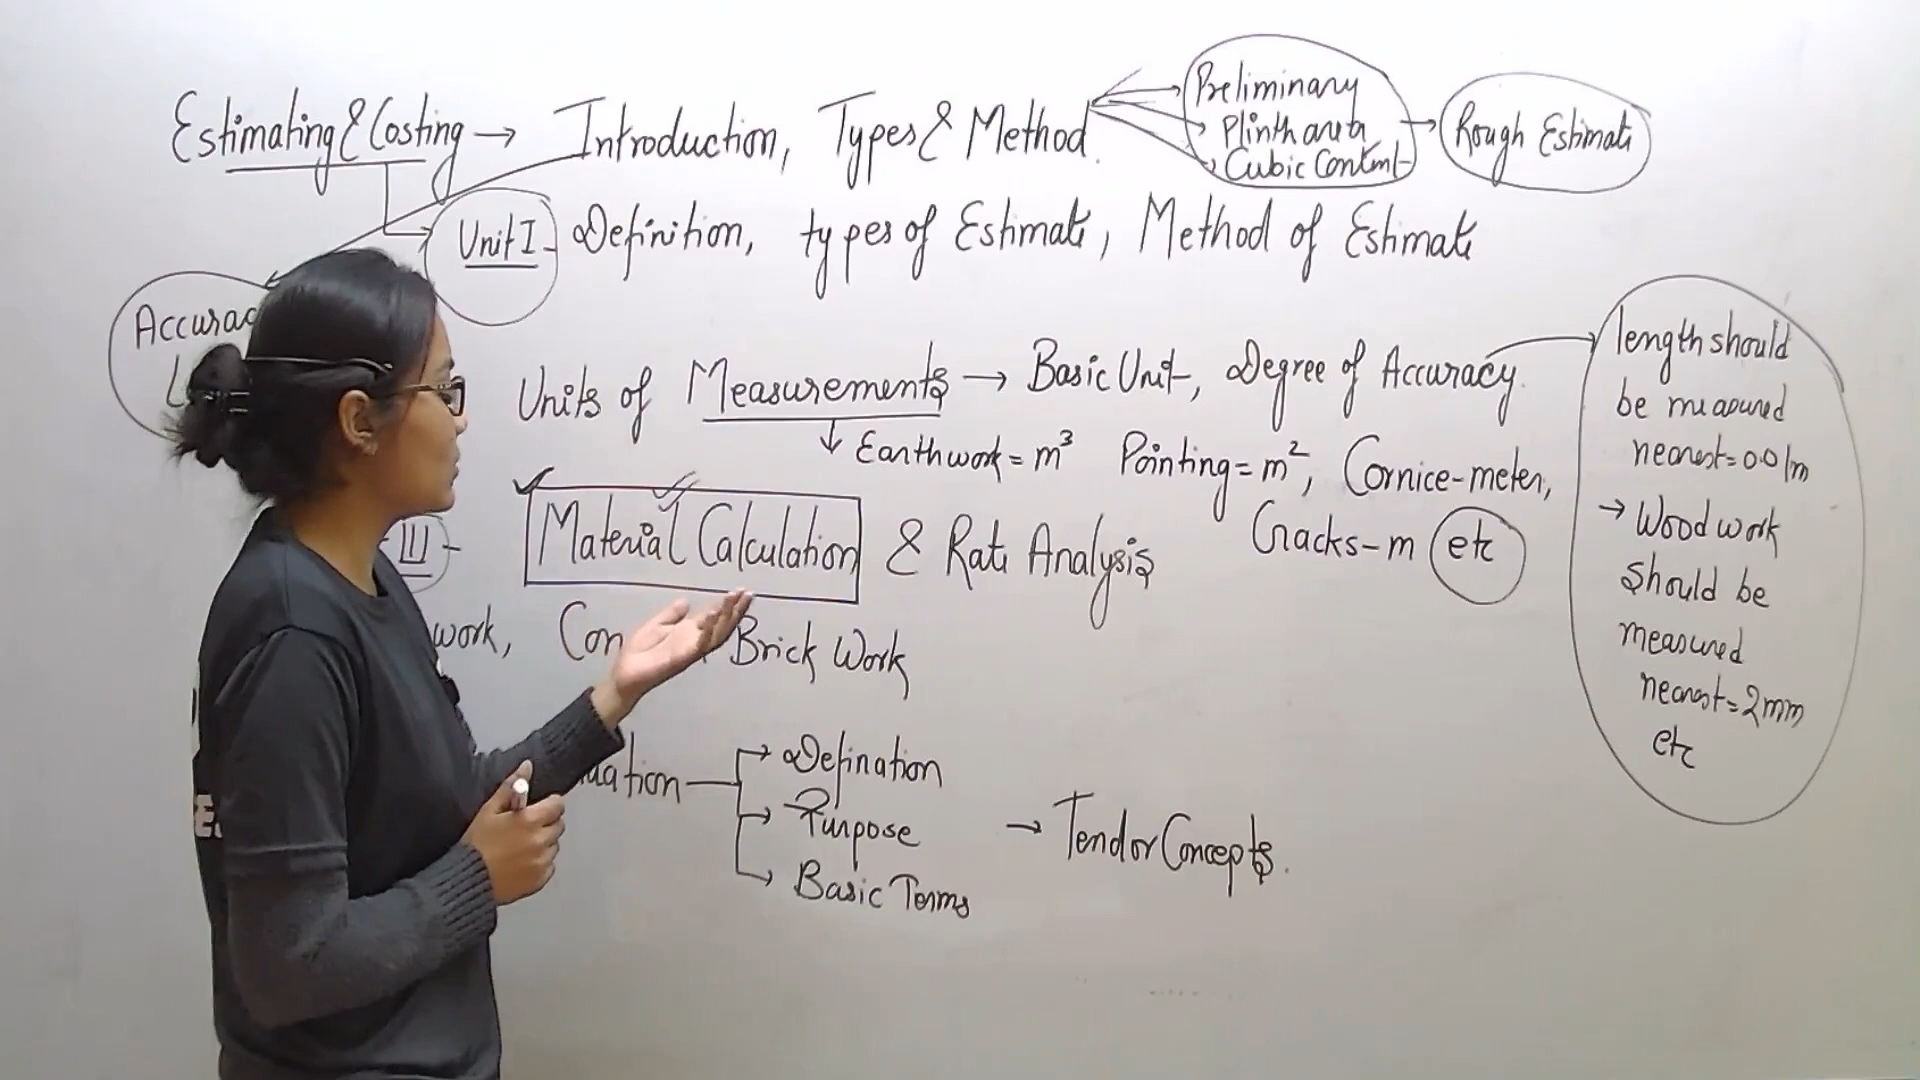 Estimating & Costing → Introduction, Types & Method.
Preliminary
Plinth area
Cubic Content
→ Rough Estimate
Unit I - Definition, types of Estimate, Method of Estimate
Units of Measurements → Basic Unit, Degree of Accuracy.
↓ Earthwork = m³ Pointing = m², Cornice-meter,
Cracks-m etc
III - Material Calculation & Rate Analysis
work, Brick Work
→ Defination
→ Purpose
→ Basic Terms
→ Tendor Concepts.
length should
be measured
nearest = 0.01m
→ Wood work
should be
measured
nearest = 2mm
etc